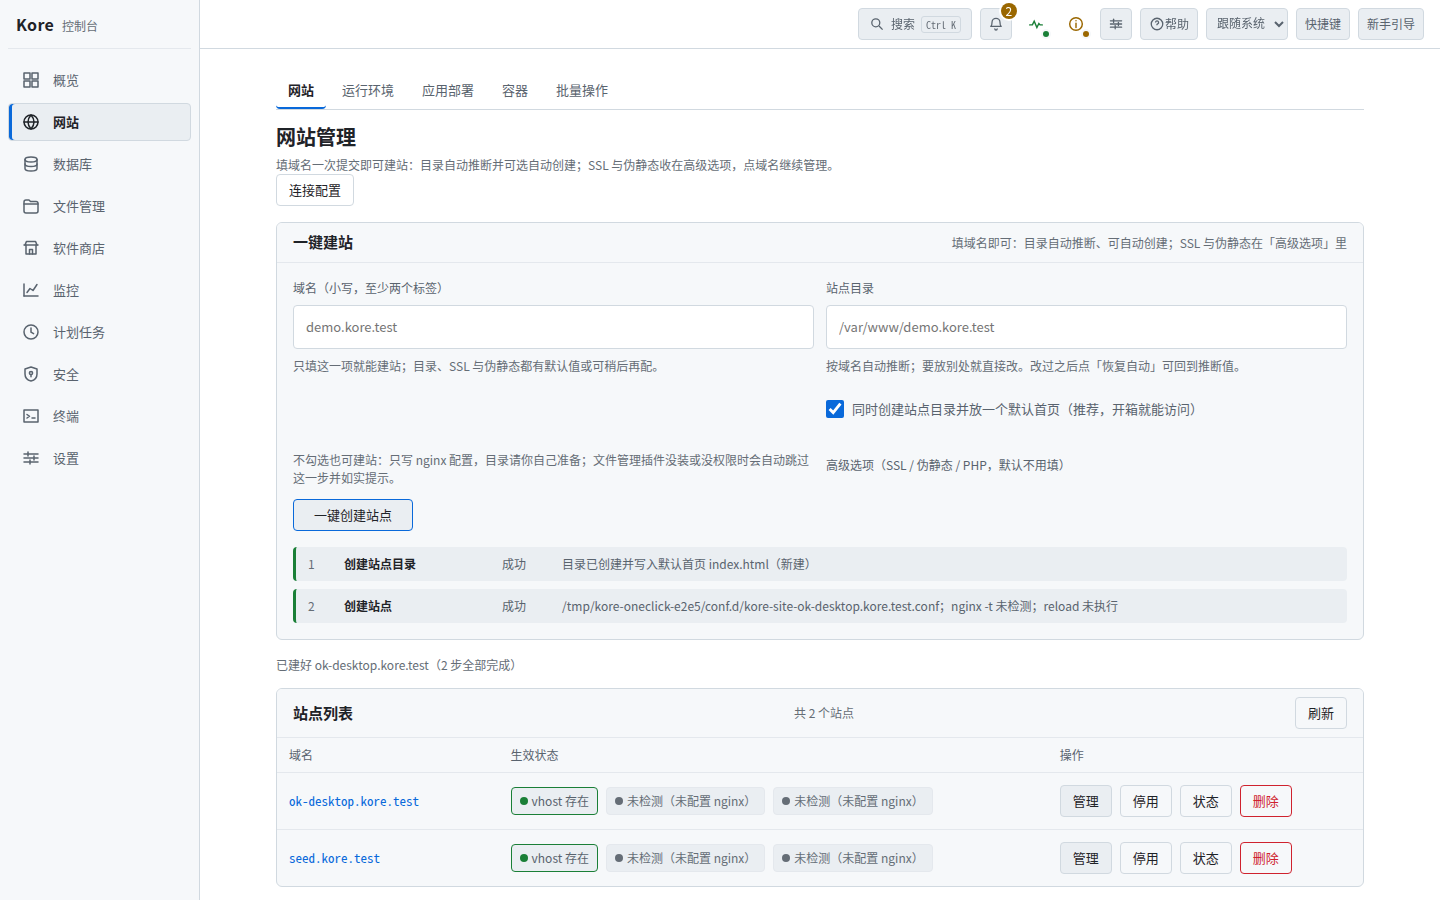 Kore 控制台
搜索 Ctrl K
2
帮助
跟随系统
快捷键
新手引导
概览
网站
数据库
文件管理
软件商店
监控
计划任务
安全
终端
设置
网站 运行环境 应用部署 容器 批量操作
网站管理
填域名一次提交即可建站：目录自动推断并可选自动创建；SSL 与伪静态收在高级选项，点域名继续管理。
连接配置
一键建站
填域名即可：目录自动推断、可自动创建；SSL 与伪静态在「高级选项」里
域名（小写，至少两个标签）
demo.kore.test
只填这一项就能建站；目录、SSL 与伪静态都有默认值或可稍后再配。
站点目录
/var/www/demo.kore.test
按域名自动推断；要放别处就直接改。改过之后点「恢复自动」可回到推断值。
同时创建站点目录并放一个默认首页（推荐，开箱就能访问）
不勾选也可建站：只写 nginx 配置，目录请你自己准备；文件管理插件没装或没权限时会自动跳过
这一步并如实提示。
高级选项（SSL / 伪静态 / PHP，默认不用填）
一键创建站点
1 创建站点目录 成功 目录已创建并写入默认首页 index.html（新建）
2 创建站点 成功 /tmp/kore-oneclick-e2e5/conf.d/kore-site-ok-desktop.kore.test.conf；nginx -t 未检测；reload 未执行
已建好 ok-desktop.kore.test（2 步全部完成）
站点列表 共 2 个站点 刷新
域名 生效状态 操作
ok-desktop.kore.test vhost 存在 未检测（未配置 nginx） 未检测（未配置 nginx） 管理 停用 状态 删除
seed.kore.test vhost 存在 未检测（未配置 nginx） 未检测（未配置 nginx） 管理 停用 状态 删除